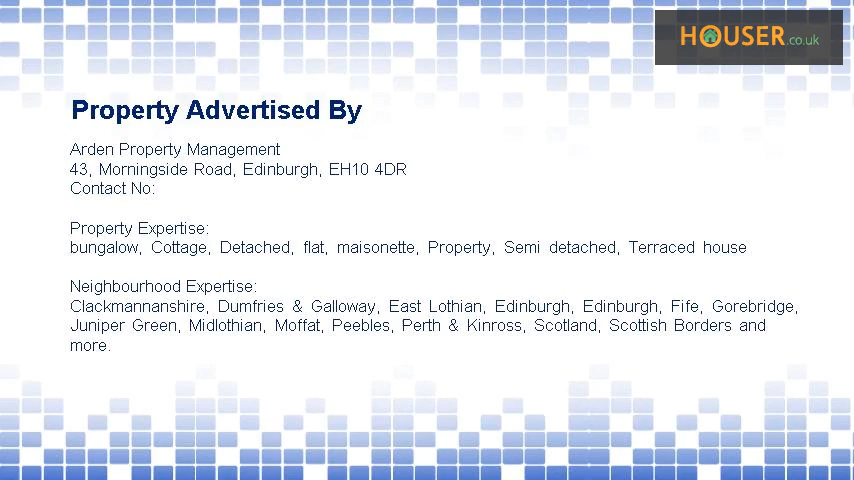 HOUSER.co.uk
Property Advertised By
Arden Property Management
43, Morningside Road, Edinburgh, EH10 4DR
Contact No:
Property Expertise:
bungalow, Cottage, Detached, flat, maisonette, Property, Semi detached, Terraced house
Neighbourhood Expertise:
Clackmannanshire, Dumfries & Galloway, East Lothian, Edinburgh, Edinburgh, Fife, Gorebridge,
Juniper Green, Midlothian, Moffat, Peebles, Perth & Kinross, Scotland, Scottish Borders and
more.